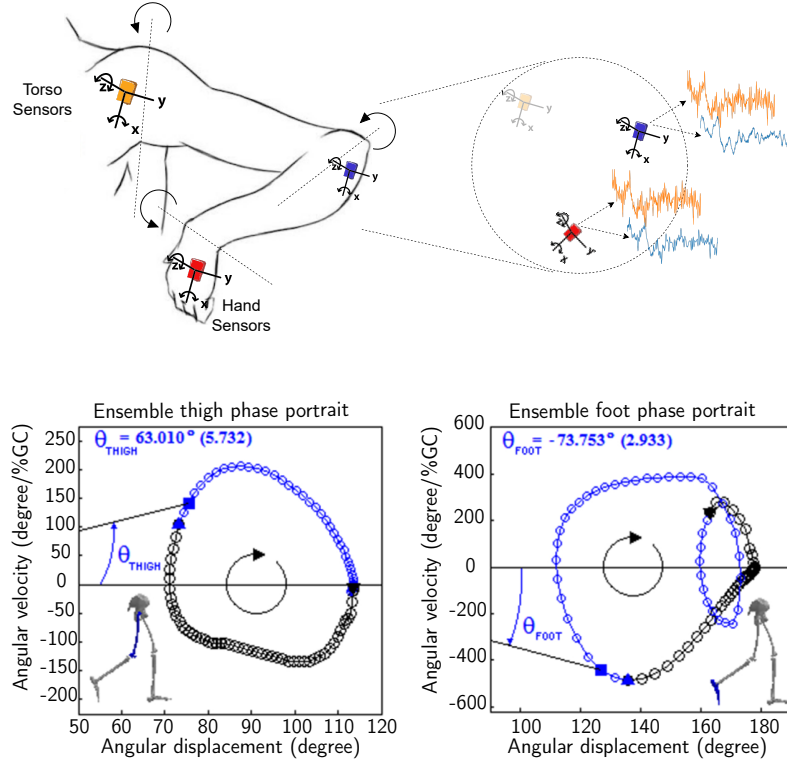 Torso
Sensors
z
y
x
z
y
x
z
y
x
Hand
Sensors
z
y
x
z
y
x
z
y
x
Ensemble thigh phase portrait
θTHIGH = 63.010° (5.732)
θTHIGH
Angular velocity (degree/%GC)
250
200
150
100
50
0
-50
-100
-150
-200
50 60 70 80 90 100 110 120
Angular displacement (degree)
Ensemble foot phase portrait
θFOOT = -73.753° (2.933)
θFOOT
Angular velocity (degree/%GC)
600
400
200
0
-200
-400
-600
100 120 140 160 180
Angular displacement (degree)